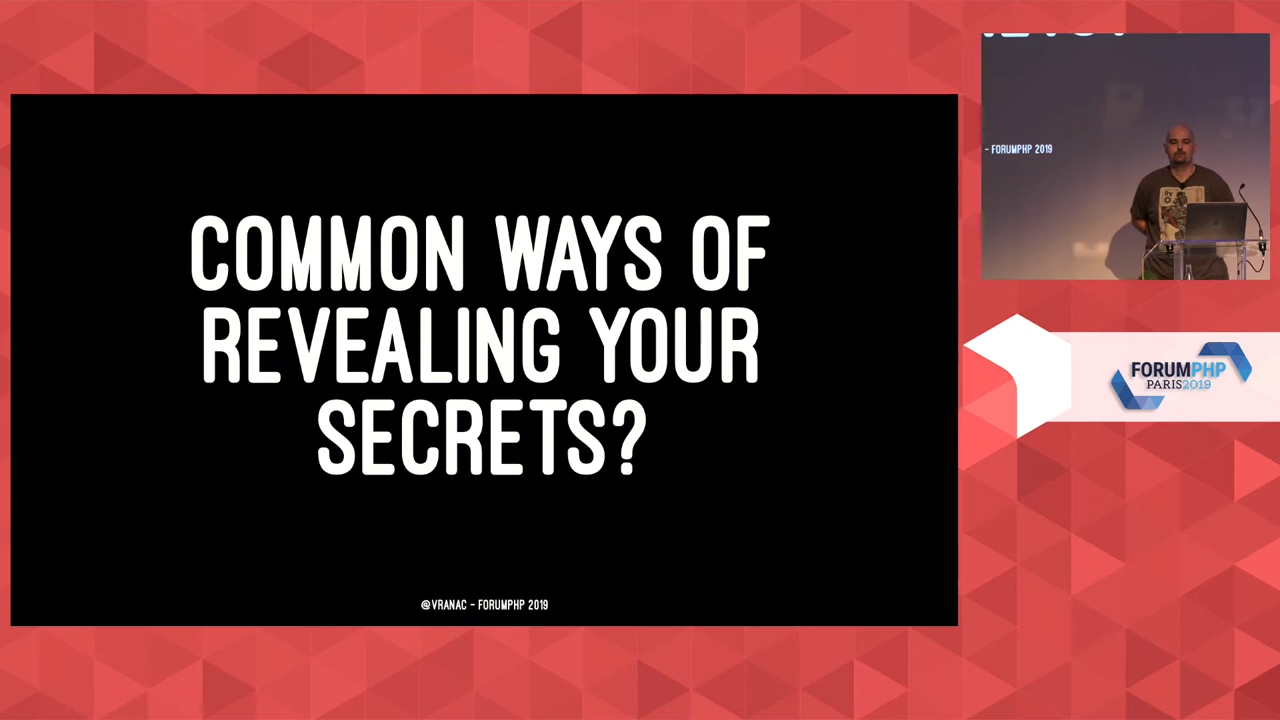 COMMON WAYS OF
REVEALING YOUR
SECRETS?
@VRANAC - FORUMPHP 2019
- FORUMPHP 2019
FORUMPHP
PARIS2019